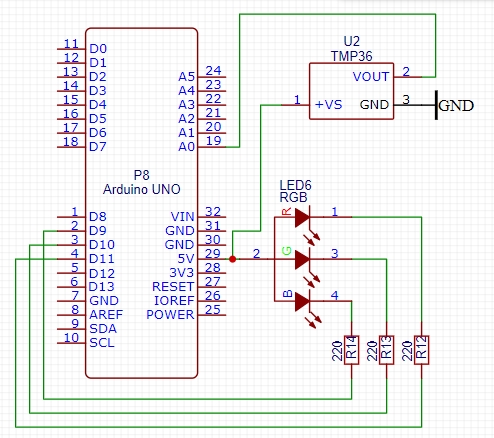 11 D0
12 D1
13 D2
14 D3
15 D4
16 D5
17 D6
18 D7
A5 24
A4 23
A3 22
A2 21
A1 20
A0 19
P8
Arduino UNO
1 D8
2 D9
3 D10
4 D11
5 D12
6 D13
7 GND
8 AREF
9 SDA
10 SCL
VIN 32
GND 31
GND 30
5V 29
3V3 28
RESET 27
IOREF 26
POWER 25
U2
TMP36
VOUT 2
1 +VS GND 3 GND
LED6
RGB
R 1
2 G 3
B 4
220 R14
220 R13
220 R12